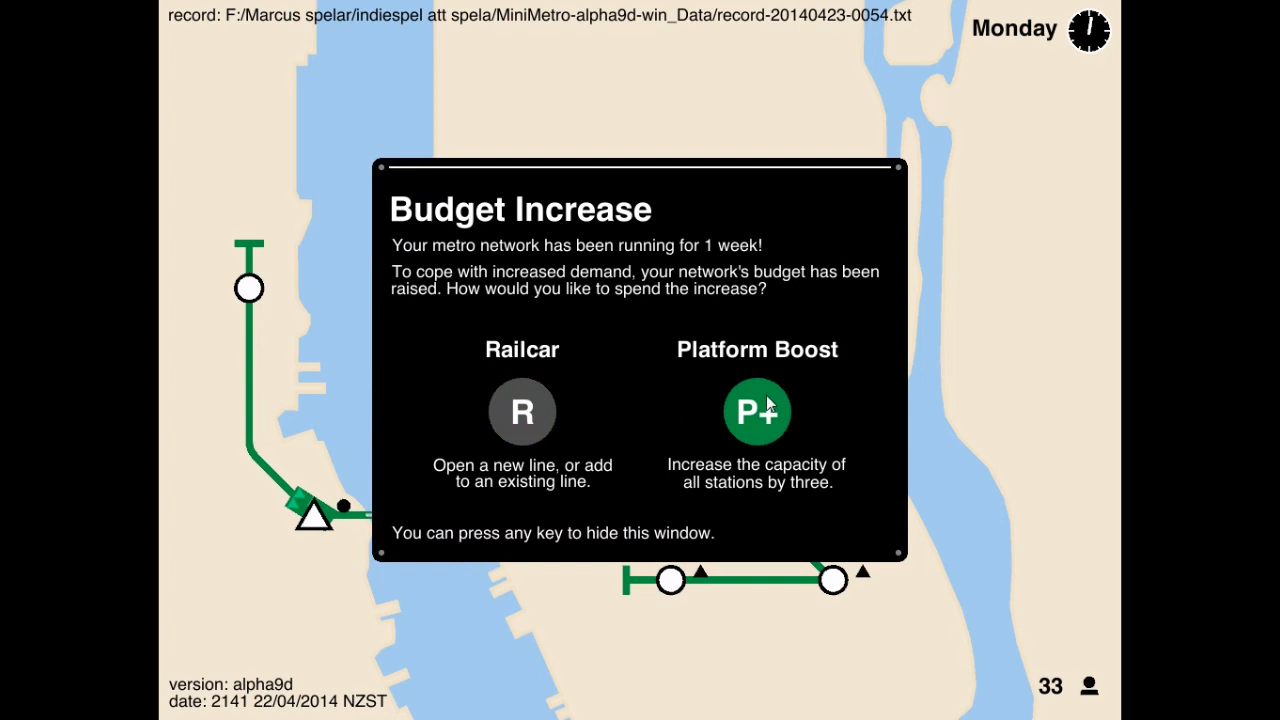 record: F:/Marcus spelar/indiespel att spela/MiniMetro-alpha9d-win_Data/record-20140423-0054.txt
Monday
Budget Increase
Your metro network has been running for 1 week!
To cope with increased demand, your network's budget has been
raised. How would you like to spend the increase?
Railcar
Platform Boost
R
P+
Open a new line, or add
to an existing line.
Increase the capacity of
all stations by three.
You can press any key to hide this window.
version: alpha9d
date: 2141 22/04/2014 NZST
33